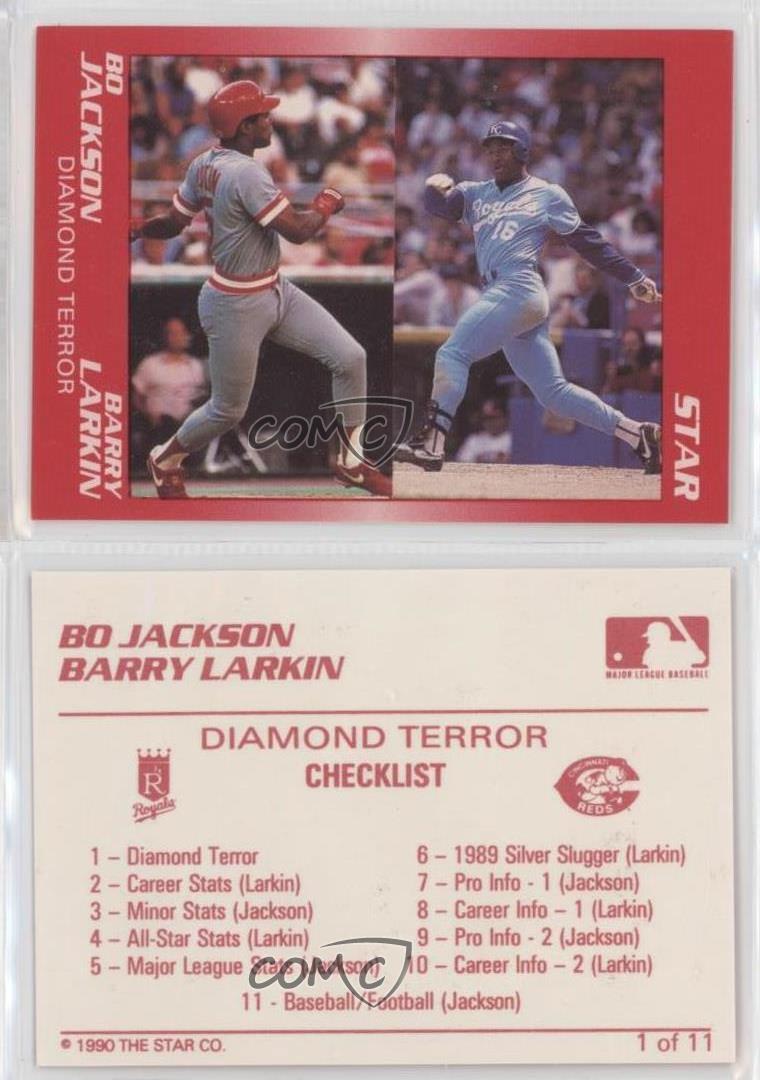 BO
JACKSON
DIAMOND TERROR
BARRY
LARKIN
KC
Royals
16
STAR
COMC
BO JACKSON
BARRY LARKIN
MAJOR LEAGUE BASEBALL
DIAMOND TERROR
CHECKLIST
R
Royals
CINCINNATI
REDS
1 – Diamond Terror
2 – Career Stats (Larkin)
3 – Minor Stats (Jackson)
4 – All-Star Stats (Larkin)
5 – Major League Stats (Jackson)
6 – 1989 Silver Slugger (Larkin)
7 – Pro Info - 1 (Jackson)
8 – Career Info – 1 (Larkin)
9 – Pro Info - 2 (Jackson)
10 – Career Info – 2 (Larkin)
11 - Baseball/Football (Jackson)
COMC
© 1990 THE STAR CO.
1 of 11